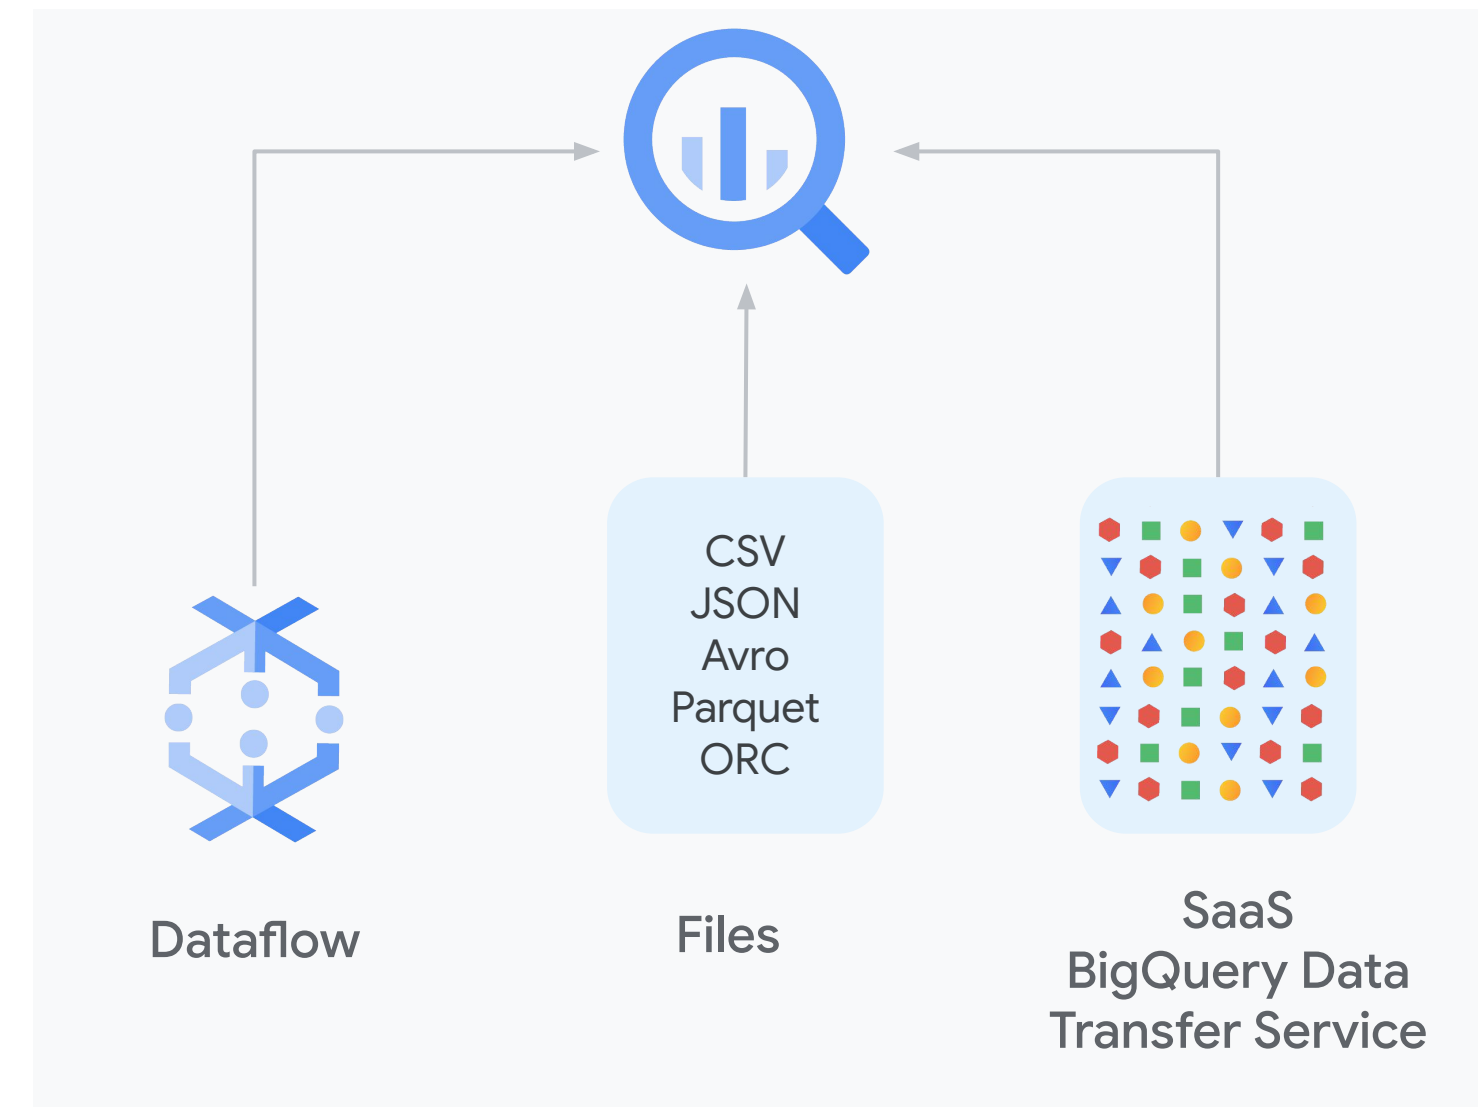 CSV
JSON
Avro
Parquet
ORC
Dataflow
Files
SaaS
BigQuery Data
Transfer Service